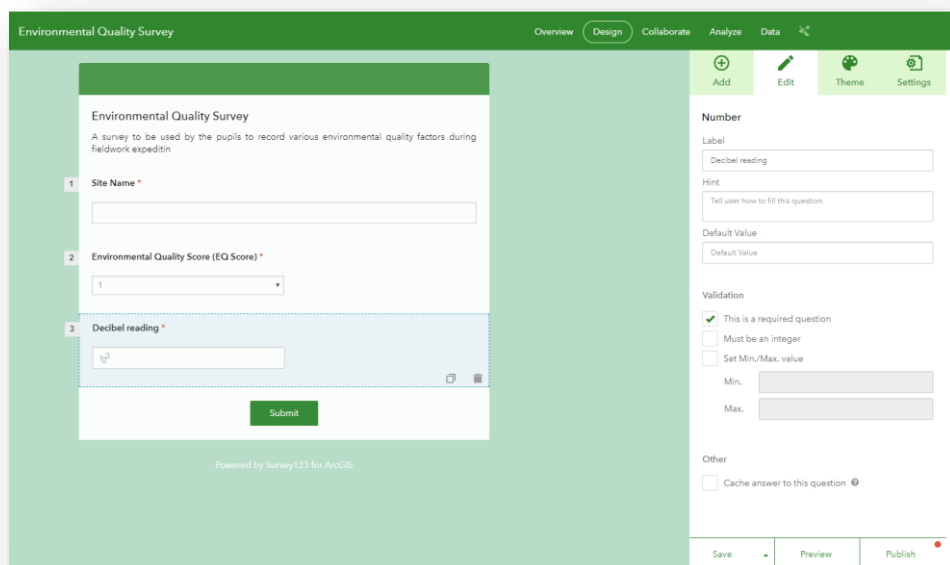 Environmental Quality Survey
Overview Design Collaborate Analyze Data
Add Edit Theme Settings
Environmental Quality Survey
A survey to be used by the pupils to record various environmental quality factors during
fieldwork expeditin
1 Site Name *
2 Environmental Quality Score (EQ Score) *
1
3 Decibel reading *
Submit
Powered by Survey123 for ArcGIS
Number
Label
Decibel reading
Hint
Tell user how to fill this question
Default Value
Default Value
Validation
This is a required question
Must be an integer
Set Min./Max. value
Min.
Max.
Other
Cache answer to this question ?
Save Preview Publish